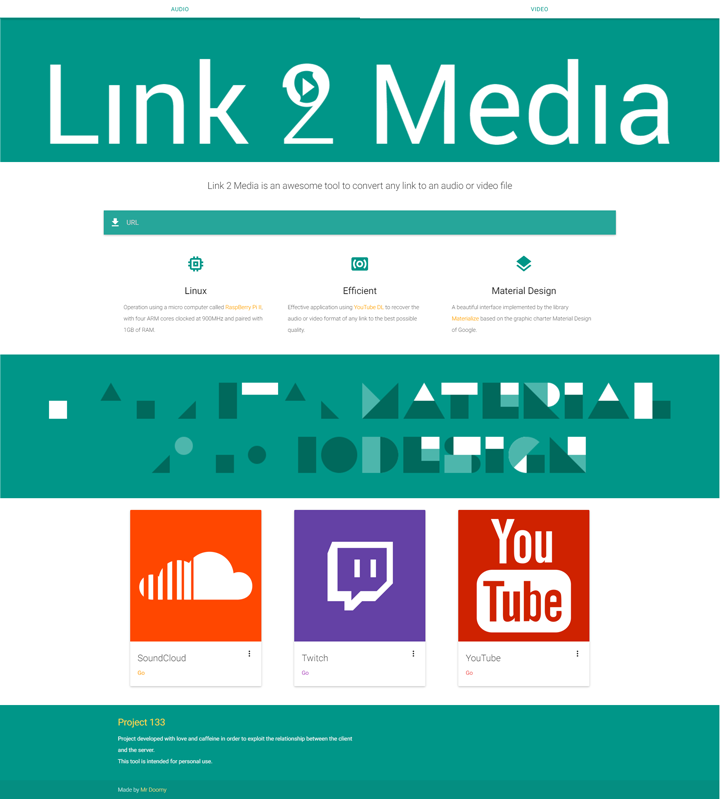 AUDIO VIDEO
Link 2 Media
Link 2 Media is an awesome tool to convert any link to an audio or video file
URL
Linux
Operation using a micro computer called Raspberry Pi X,
with four ARM cores clocked at 900MHz and paired with
1GB of RAM
Efficient
Effective application using YouTube DL to recover the
audio or video format of any link to the best possible
quality.
Material Design
A beautiful interface implemented by the library
Materialize based on the graphic charter Material Design
of Google.
MATERIAL
DESIGN
You
Tube
SoundCloud
Go
Twitch
Go
YouTube
Go
Project 133
Project developed with love and caffeine in order to exploit the relationship between the client
and the server.
This tool is intended for personal use.
Made by Mr Doomy